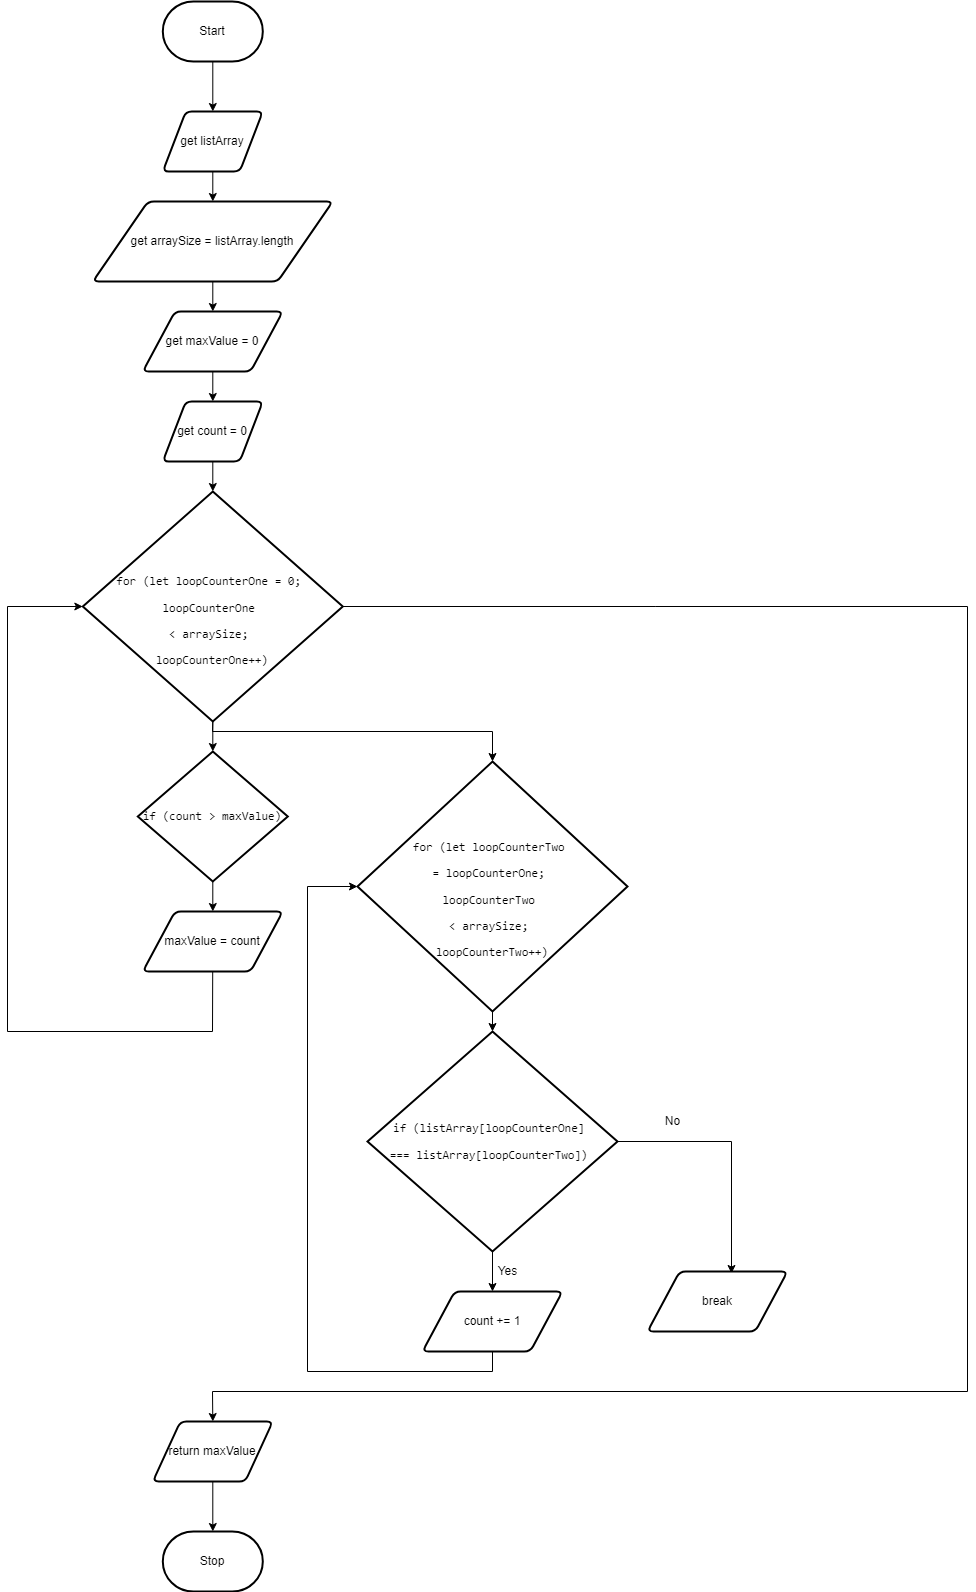 Start
get listArray
get arraySize = listArray.length
get maxValue = 0
get count = 0
for (let loopCounterOne = 0;
loopCounterOne
< arraySize;
loopCounterOne++)
if (count > maxValue)
maxValue = count
for (let loopCounterTwo
= loopCounterOne;
loopCounterTwo
< arraySize;
loopCounterTwo++)
if (listArray[loopCounterOne]
=== listArray[loopCounterTwo])
No
Yes
count += 1
break
return maxValue
Stop